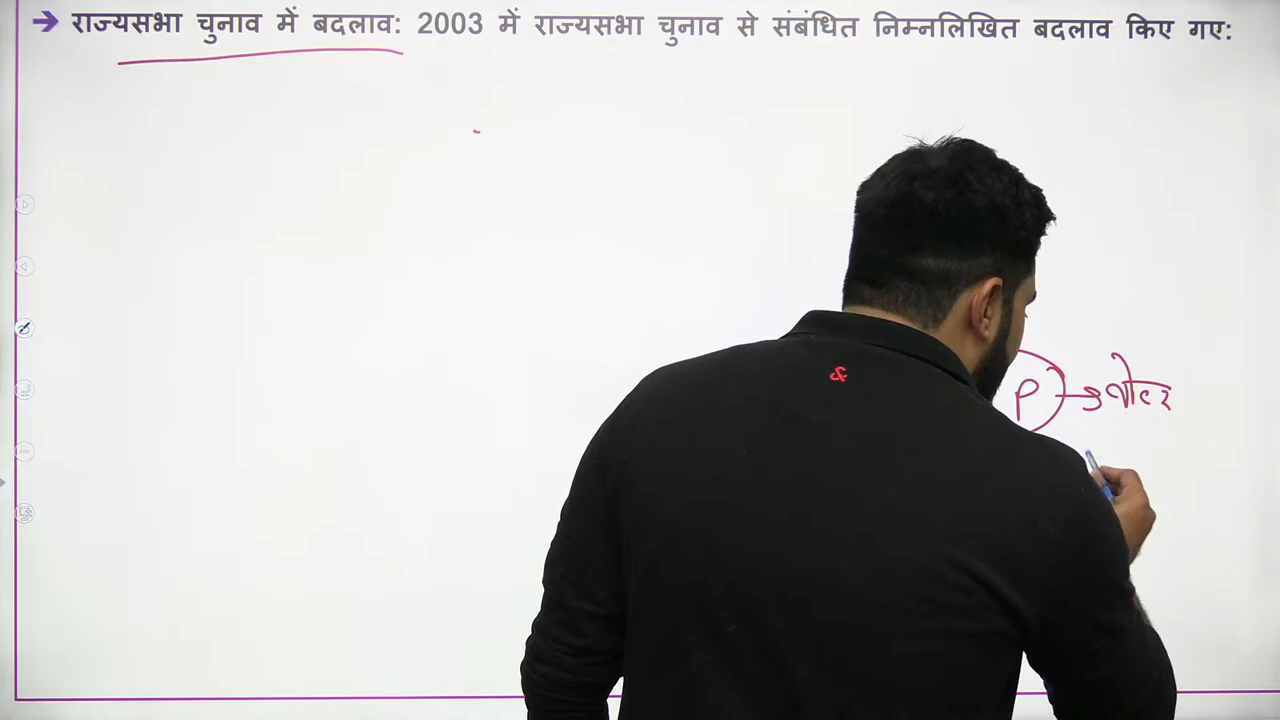 ➔ राज्यसभा चुनाव में बदलाव: 2003 में राज्यसभा चुनाव से संबंधित निम्नलिखित बदलाव किए गए:
P → वोटर